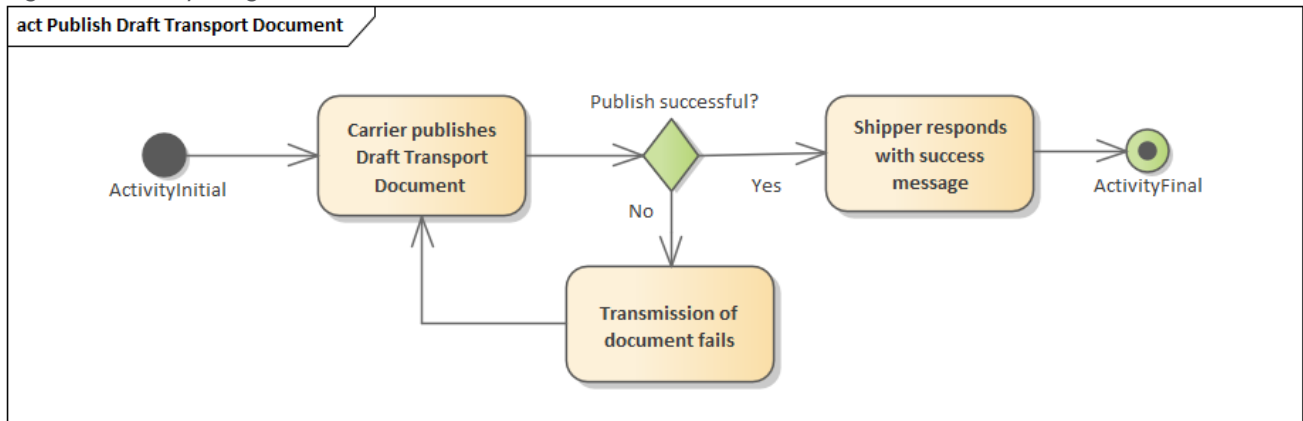 act Publish Draft Transport Document
Publish successful?
Carrier publishes
Draft Transport
Document
Shipper responds
with success
message
ActivityInitial
Yes
ActivityFinal
No
Transmission of
document fails